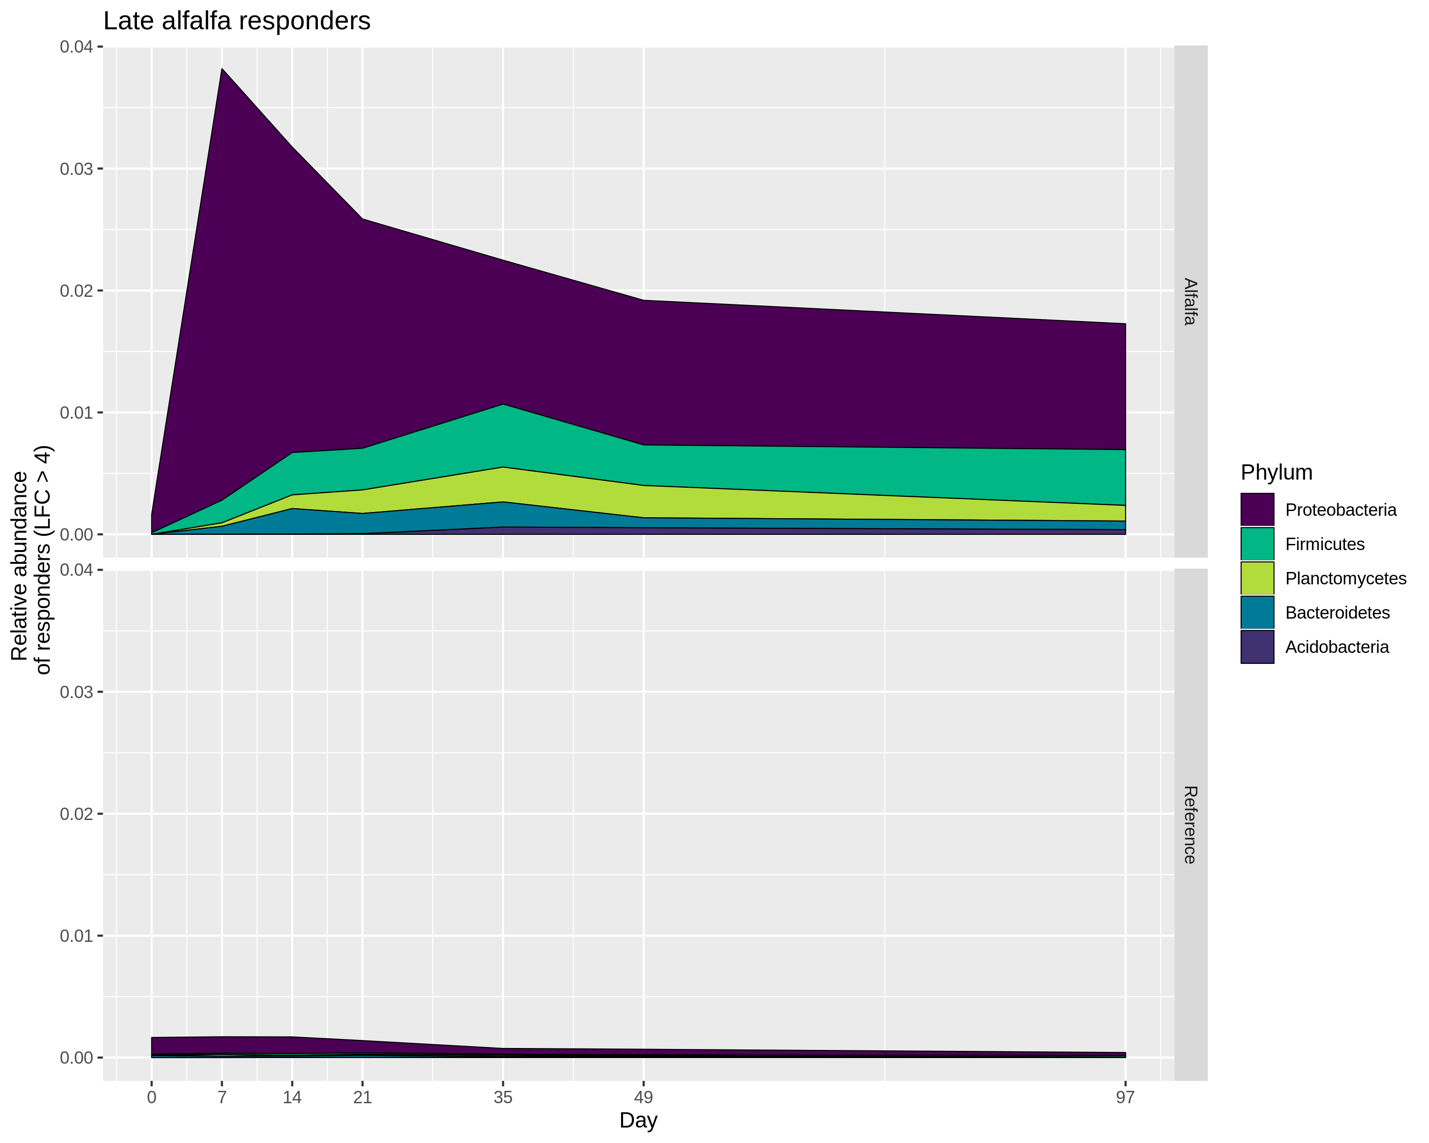 Late alfalfa responders
0.04
0.03
0.02
0.01
0.00
Alfalfa
0.04
0.03
0.02
0.01
0.00
Reference
Relative abundance
of responders (LFC > 4)
0 7 14 21 35 49 97
Day
Phylum
Proteobacteria
Firmicutes
Planctomycetes
Bacteroidetes
Acidobacteria